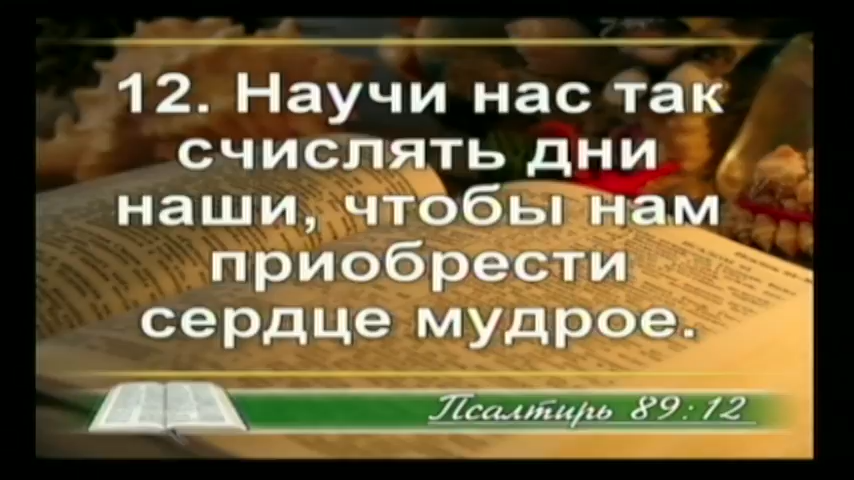 12. Научи нас так
счислять дни
наши, чтобы нам
приобрести
сердце мудрое.
Псалтирь 89:12